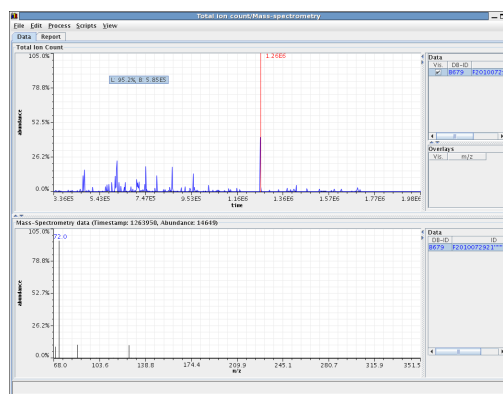 Total ion count/Mass-spectrometry
File Edit Process Scripts View
Data Report
Total Ion Count
105.0%
78.8%
52.5%
26.2%
0.0%
abundance
1.26E6
L: 95.2%, B: 5.85E5
3.36E5 5.43E5 7.47E5 9.53E5 1.16E6 1.36E6 1.57E6 1.77E6 1.98E6
time
Data
Vis. DB-ID
8679 F20100729
Overlays
Vis. m/z
Mass-Spectrometry data (Timestamp: 1263950, Abundance: 14649)
105.0%
78.8%
52.7%
26.2%
0.0%
abundance
72.0
68.0 103.6 138.8 174.4 209.9 245.1 280.7 315.9 351.5
m/z
Data
DB-ID ID
8679 F2010072921